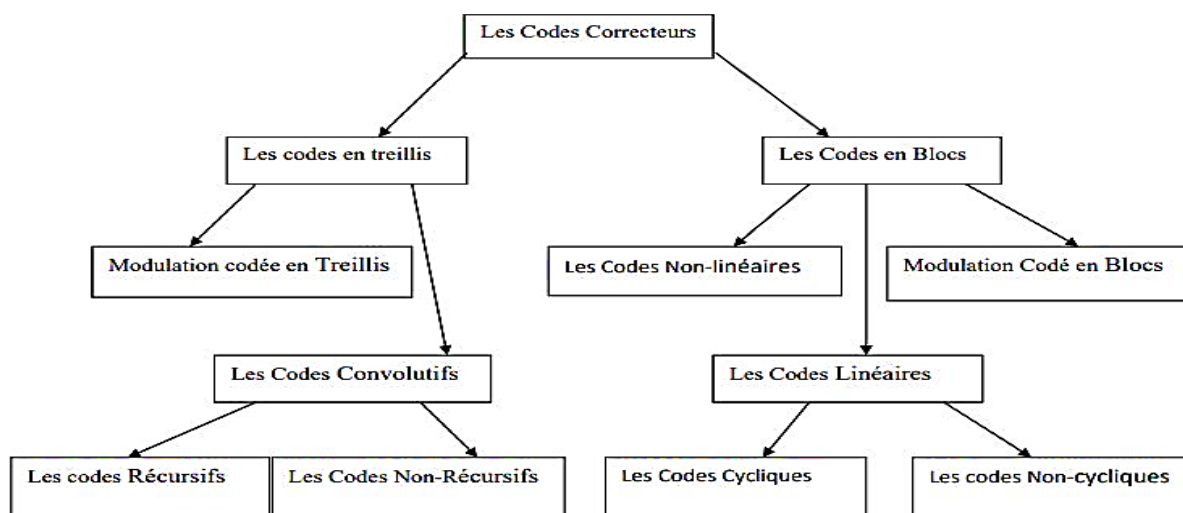 Les Codes Correcteurs
Les codes en treillis
Les Codes en Blocs
Modulation codée en Treillis
Les Codes Non-linéaires
Modulation Codé en Blocs
Les Codes Convolutifs
Les Codes Linéaires
Les codes Récursifs
Les Codes Non-Récursifs
Les Codes Cycliques
Les codes Non-cycliques